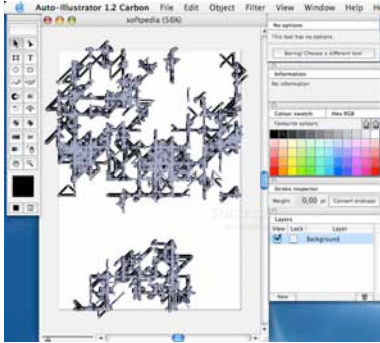 Auto-Illustrator 1.2 Carbon File Edit Object Filter View Window Help
softpedia (50%)
No options
This tool has no options.
Boring! Choose a different tool
Information
No information
Colour swatch Hex RGB
Favourite colours:
Stroke inspector
Weight 0,00 pt Convert endcaps
Layers
View Lock Layer
Background
New